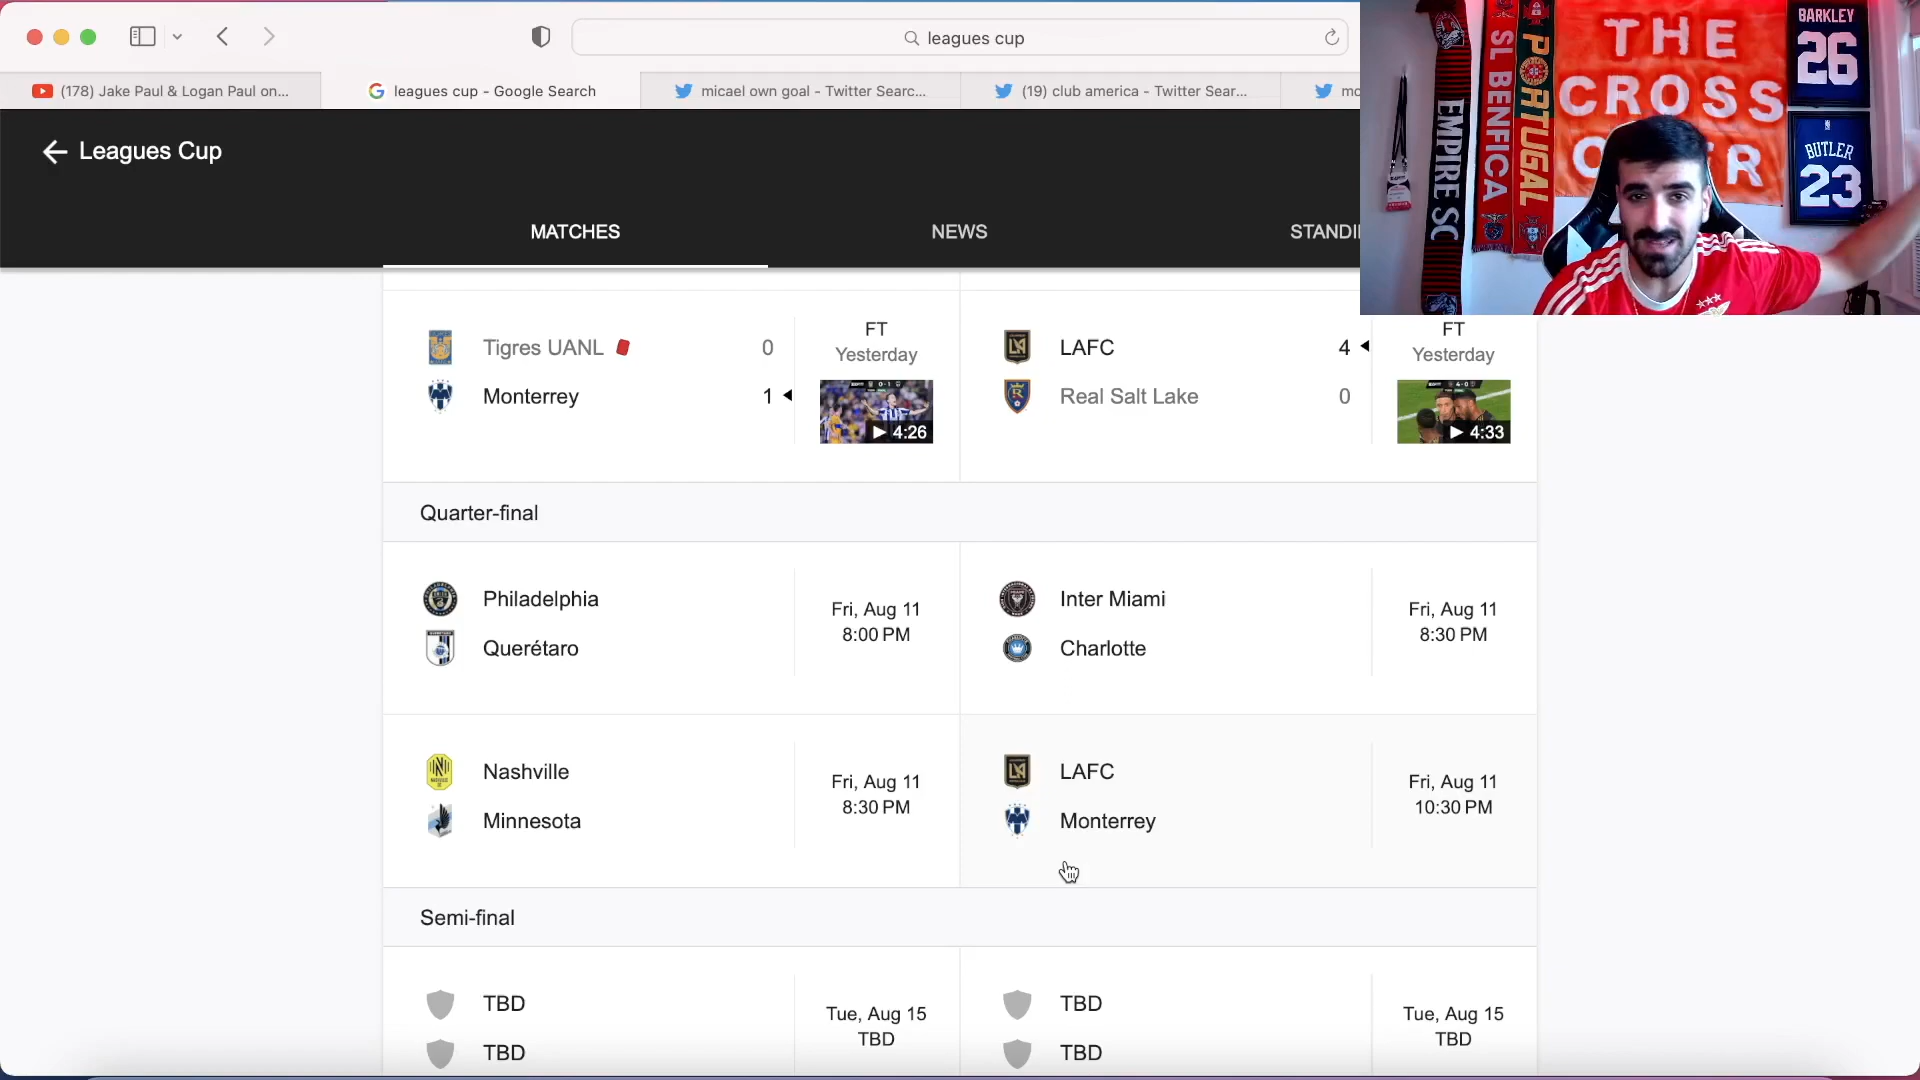 leagues cup
(178) Jake Paul & Logan Paul on...
leagues cup - Google Search
micael own goal - Twitter Searc...
(19) club america - Twitter Sear...
mo
Leagues Cup
MATCHES
NEWS
STANDI
Tigres UANL 0
Monterrey 1
FT
Yesterday
4:26
LAFC 4
Real Salt Lake 0
FT
Yesterday
4:33
Quarter-final
Philadelphia
Querétaro
Fri, Aug 11
8:00 PM
Inter Miami
Charlotte
Fri, Aug 11
8:30 PM
Nashville
Minnesota
Fri, Aug 11
8:30 PM
LAFC
Monterrey
Fri, Aug 11
10:30 PM
Semi-final
TBD
TBD
Tue, Aug 15
TBD
TBD
TBD
Tue, Aug 15
TBD
EMPIRE SC
SL BENFICA
PORTUGAL
THE
CROSS
O ER
BARKLEY
26
BUTLER
23